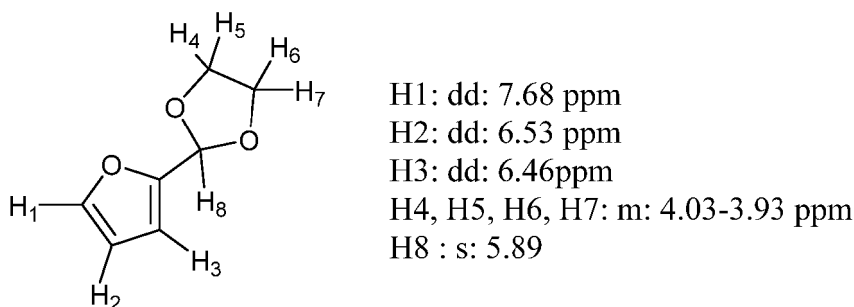 H4 H5
H6
H7
O
O
O
H1
H8
H3
H2
H1: dd: 7.68 ppm
H2: dd: 6.53 ppm
H3: dd: 6.46ppm
H4, H5, H6, H7: m: 4.03-3.93 ppm
H8 : s: 5.89